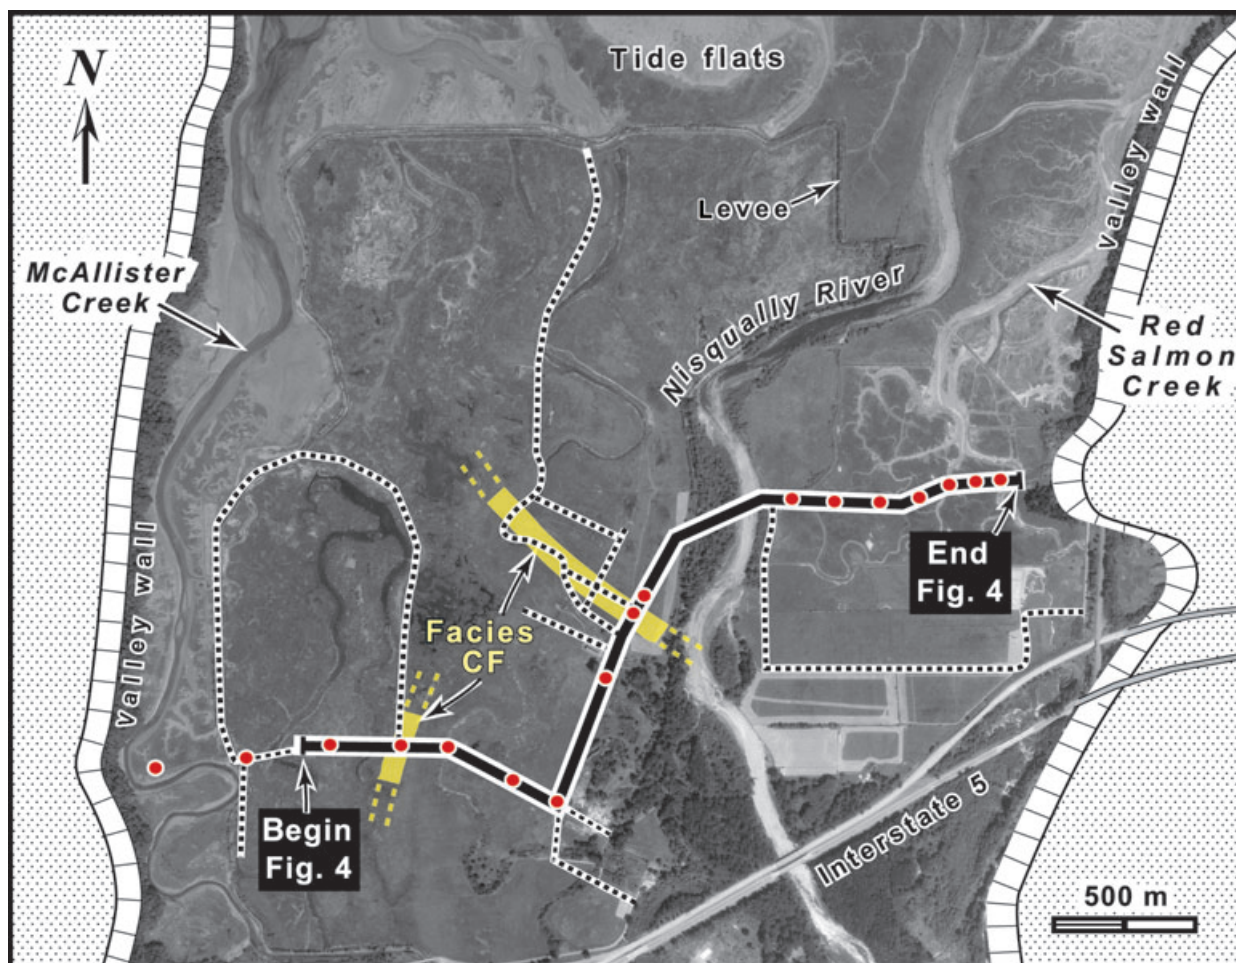 Tide flats
N
Valley wall
Levee
McAllister
Creek
Nisqually River
Red
Salmon
Creek
Valley wall
End
Fig. 4
Facies
CF
Begin
Fig. 4
Interstate 5
500 m